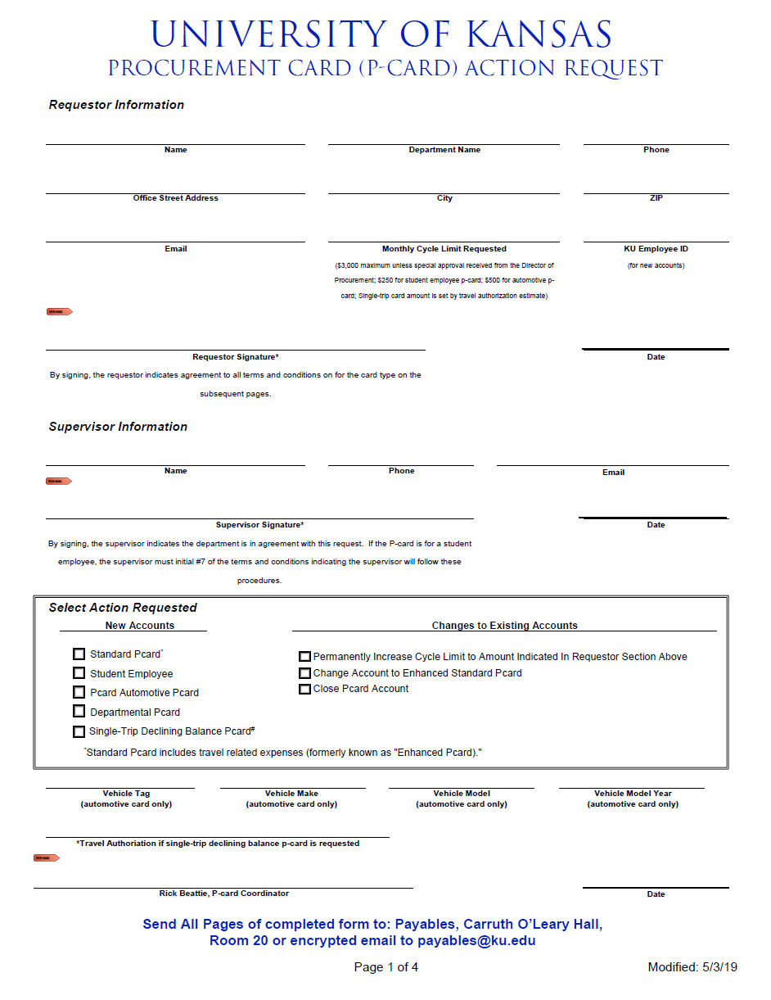 UNIVERSITY OF KANSAS
PROCUREMENT CARD (P-CARD) ACTION REQUEST
Requestor Information
Name Department Name Phone
Office Street Address City ZIP
Email Monthly Cycle Limit Requested KU Employee ID
($3,000 maximum unless special approval received from the Director of (for new accounts)
Procurement; $250 for student employee p-card; $500 for automotive p-
card; Single-trip card amount is set by travel authorization estimate)
Requestor Signature* Date
By signing, the requestor indicates agreement to all terms and conditions on for the card type on the
subsequent pages.
Supervisor Information
Name Phone Email
Supervisor Signature* Date
By signing, the supervisor indicates the department is in agreement with this request.  If the P-card is for a student
employee, the supervisor must initial #7 of the terms and conditions indicating the supervisor will follow these
procedures.
Select Action Requested
New Accounts Changes to Existing Accounts
Standard Pcard* Permanently Increase Cycle Limit to Amount Indicated In Requestor Section Above
Student Employee Change Account to Enhanced Standard Pcard
Pcard Automotive Pcard Close Pcard Account
Departmental Pcard
Single-Trip Declining Balance Pcard#
*Standard Pcard includes travel related expenses (formerly known as "Enhanced Pcard)."
Vehicle Tag Vehicle Make Vehicle Model Vehicle Model Year
(automotive card only) (automotive card only) (automotive card only) (automotive card only)
*Travel Authoriation if single-trip declining balance p-card is requested
Rick Beattie, P-card Coordinator Date
Send All Pages of completed form to: Payables, Carruth O’Leary Hall,
Room 20 or encrypted email to payables@ku.edu
Page 1 of 4 Modified: 5/3/19